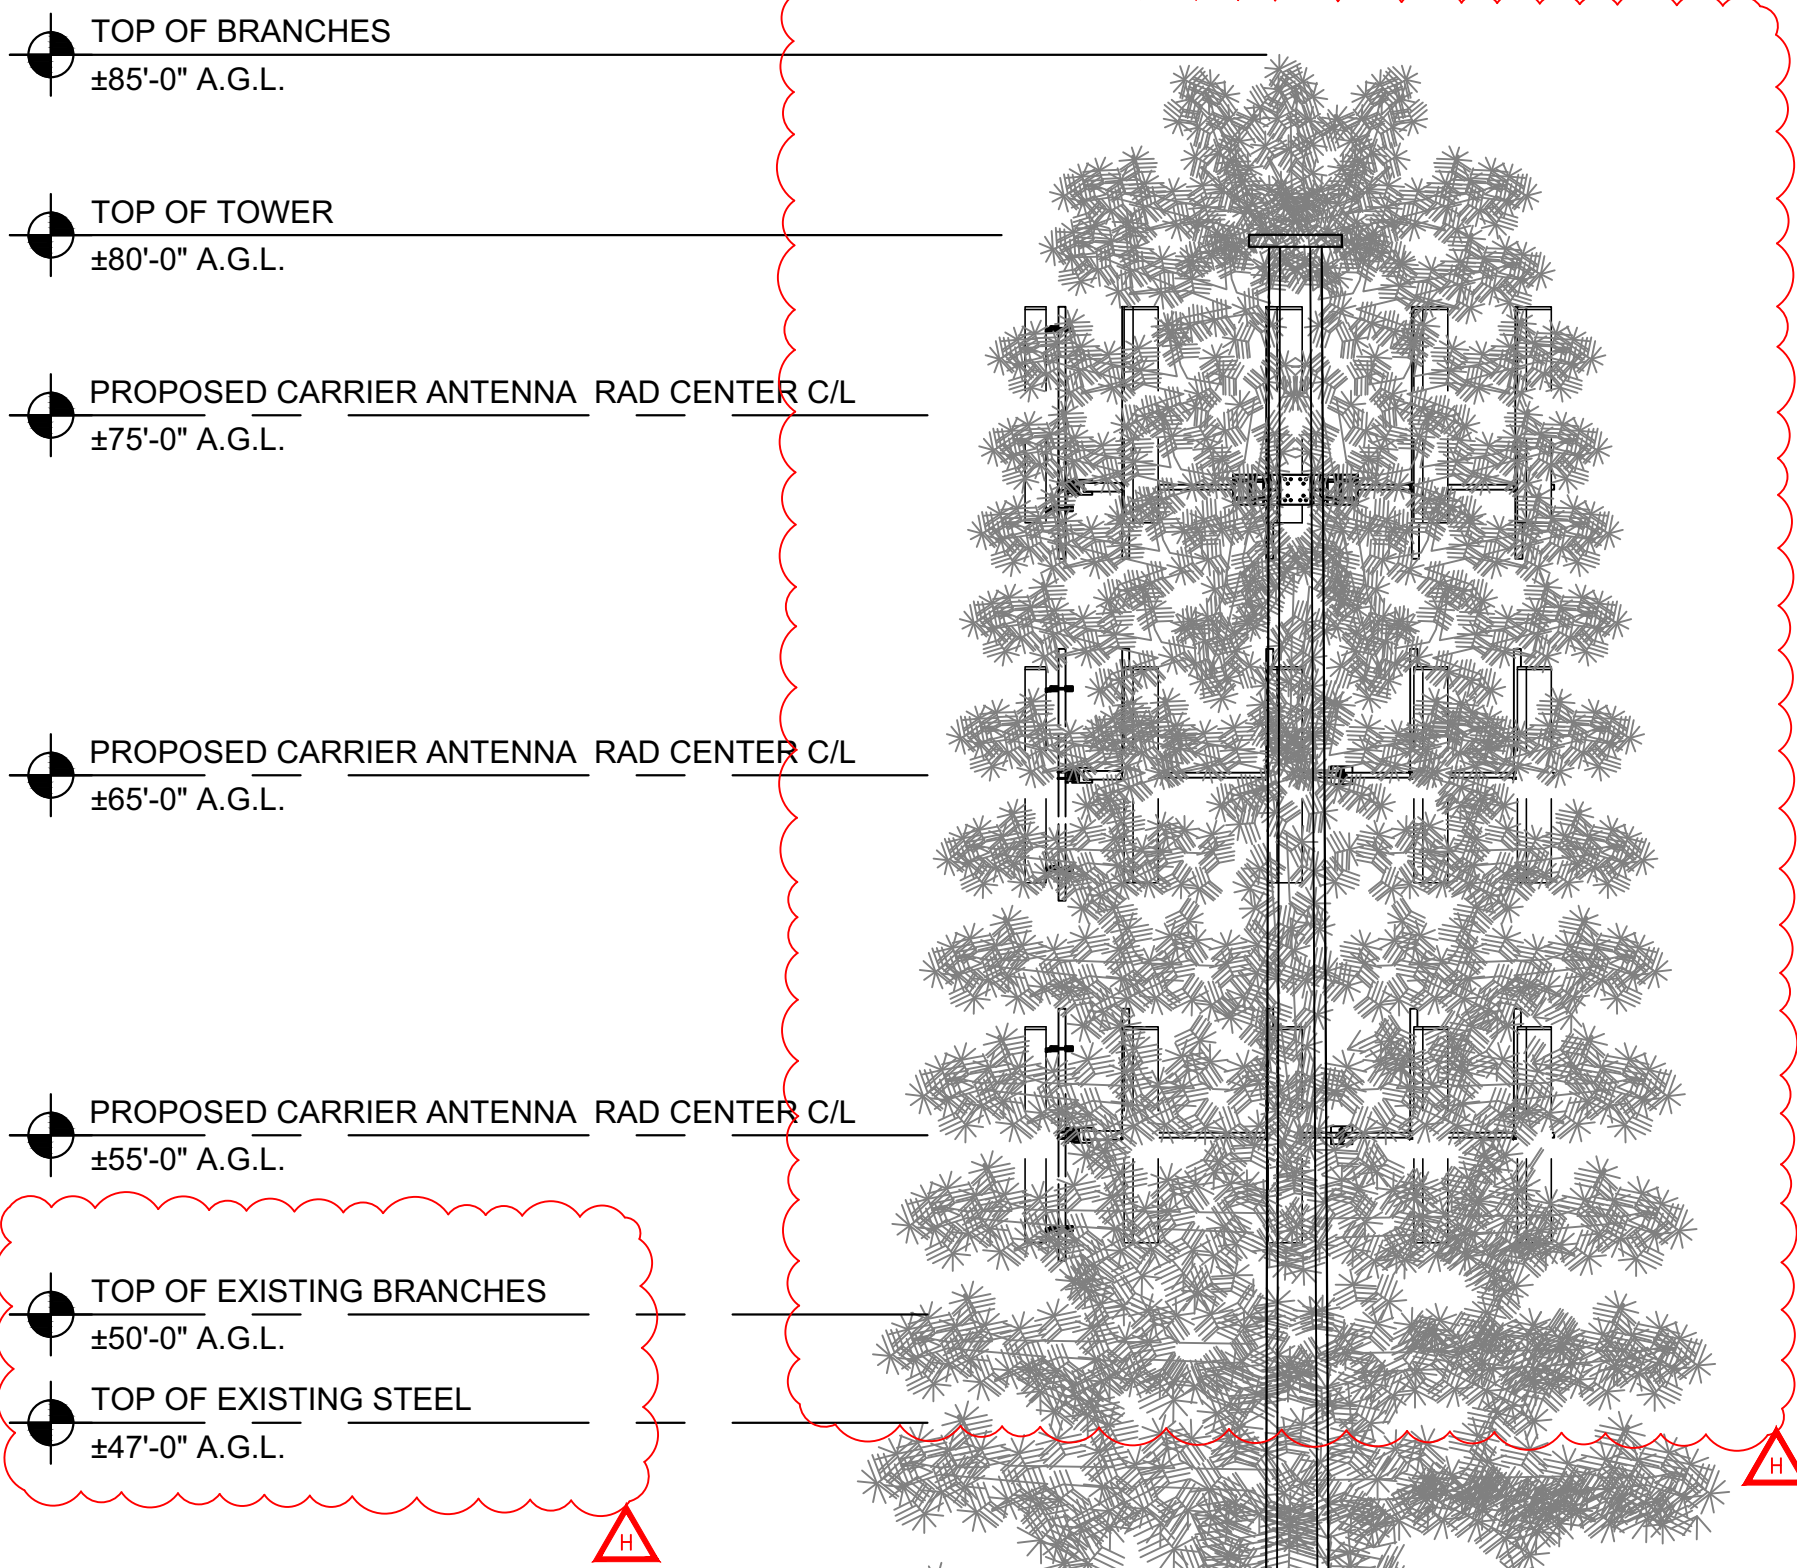 TOP OF BRANCHES
±85'-0" A.G.L.
TOP OF TOWER
±80'-0" A.G.L.
PROPOSED CARRIER ANTENNA RAD CENTER C/L
±75'-0" A.G.L.
PROPOSED CARRIER ANTENNA RAD CENTER C/L
±65'-0" A.G.L.
PROPOSED CARRIER ANTENNA RAD CENTER C/L
±55'-0" A.G.L.
TOP OF EXISTING BRANCHES
±50'-0" A.G.L.
TOP OF EXISTING STEEL
±47'-0" A.G.L.
H
H